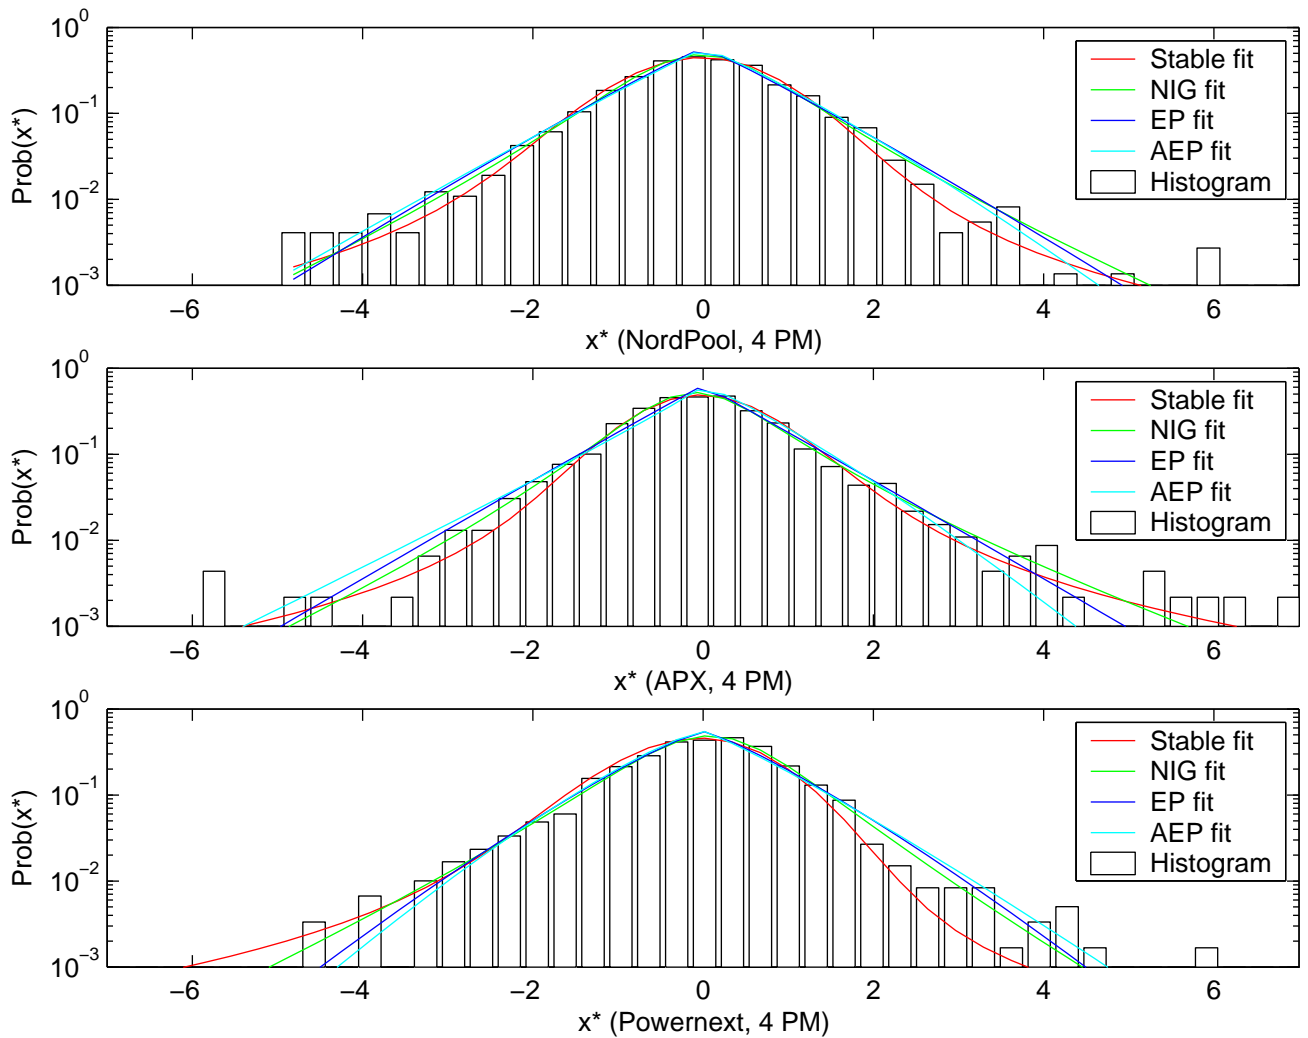 10^0
10^-1
10^-2
10^-3
Prob(x*)
−6 −4 −2 0 2 4 6
x* (NordPool, 4 PM)
Stable fit
NIG fit
EP fit
AEP fit
Histogram
10^0
10^-1
10^-2
10^-3
Prob(x*)
−6 −4 −2 0 2 4 6
x* (APX, 4 PM)
Stable fit
NIG fit
EP fit
AEP fit
Histogram
10^0
10^-1
10^-2
10^-3
Prob(x*)
−6 −4 −2 0 2 4 6
x* (Powernext, 4 PM)
Stable fit
NIG fit
EP fit
AEP fit
Histogram